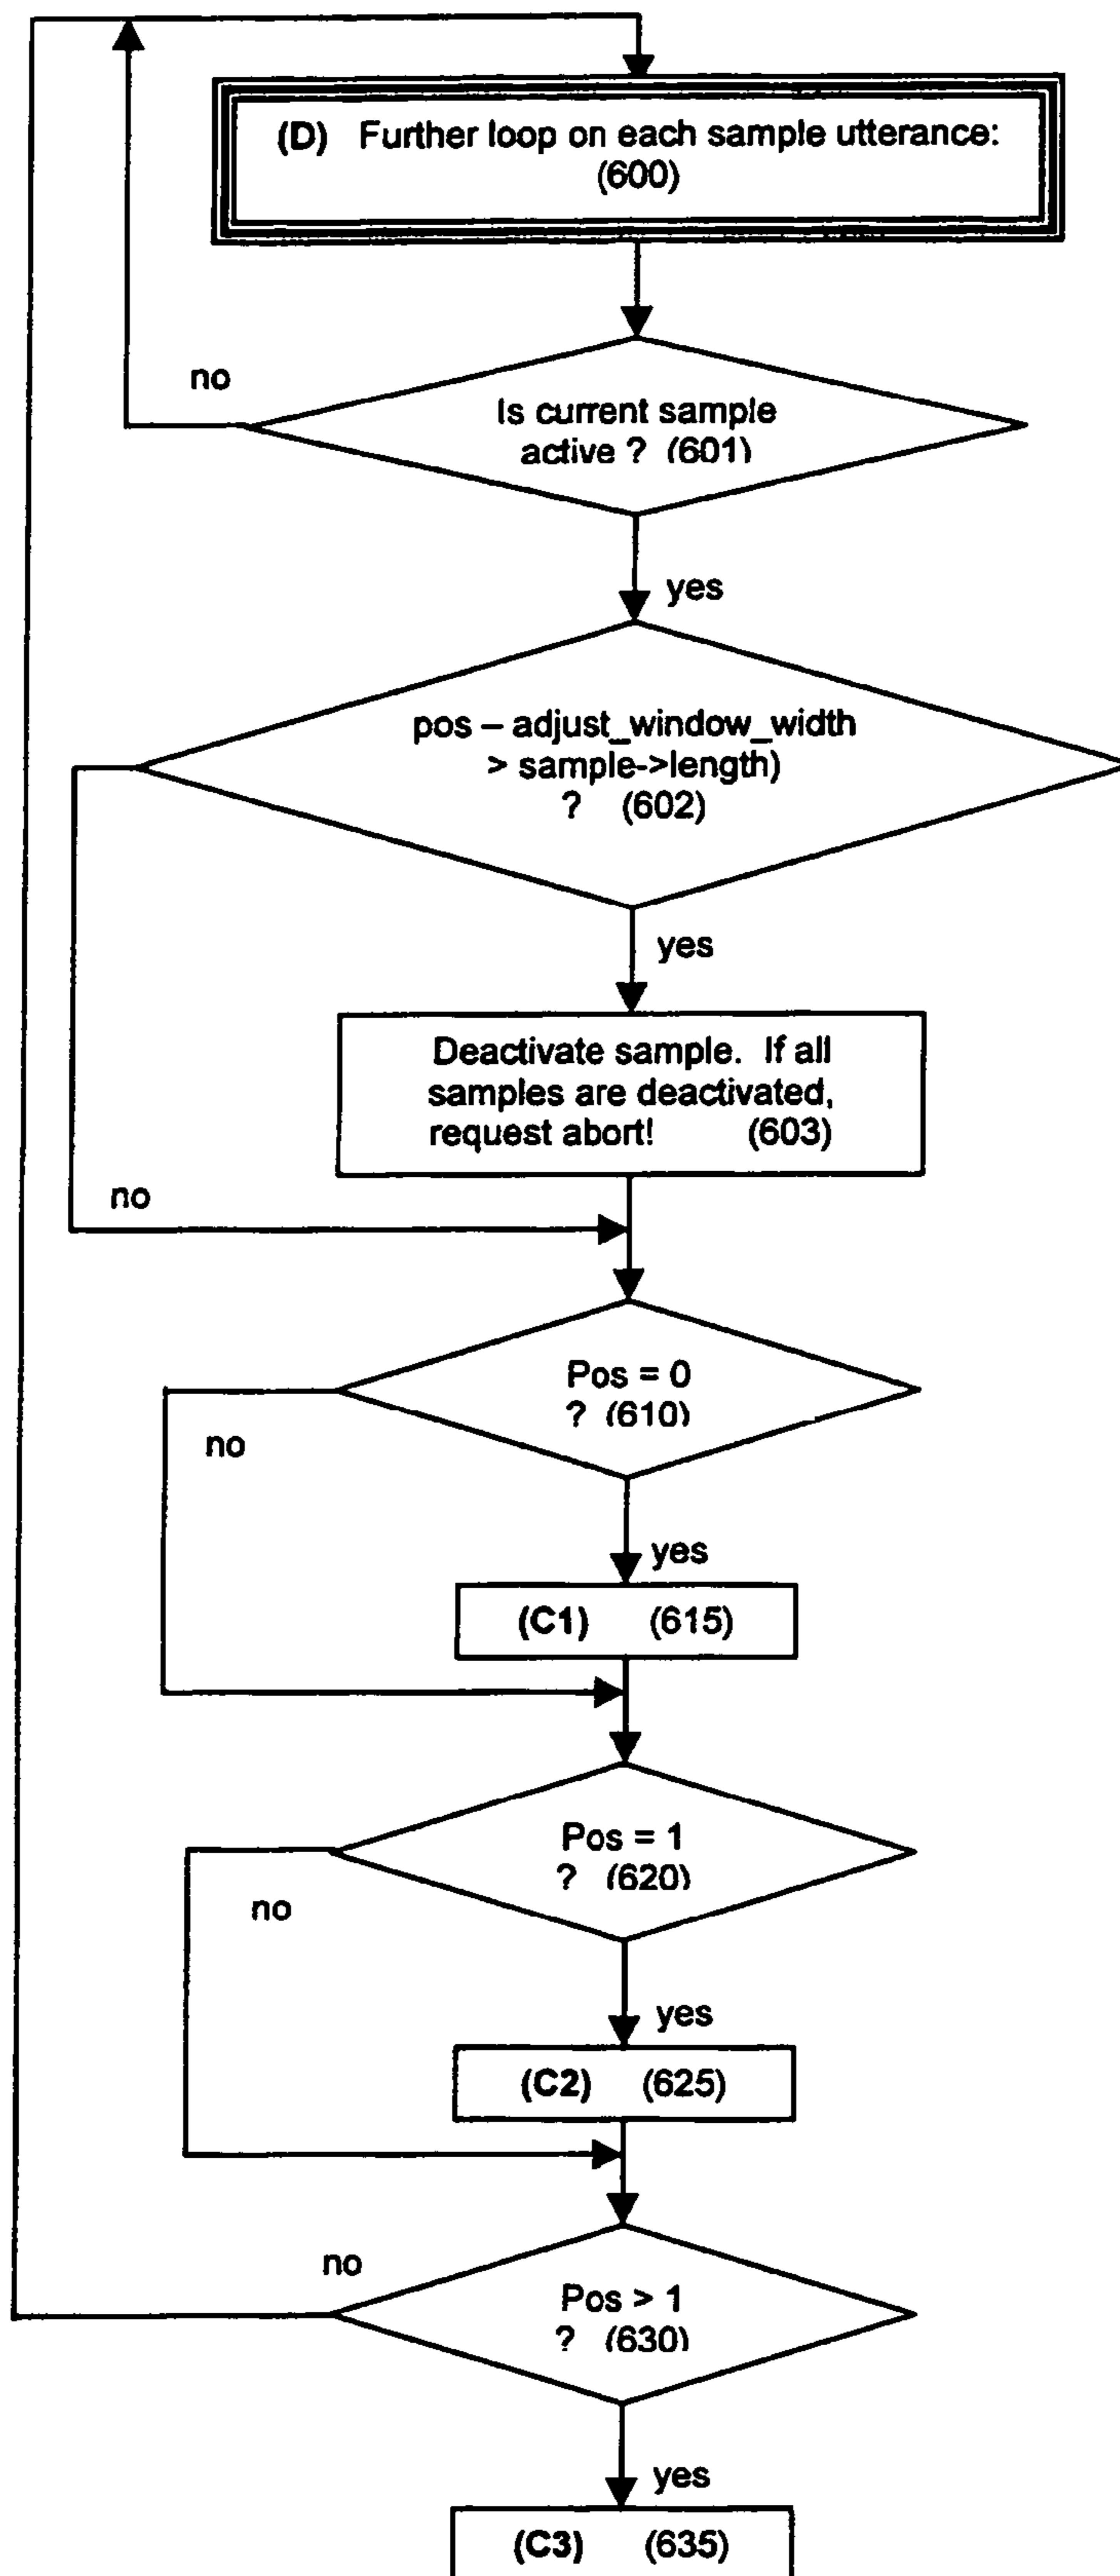 (D) Further loop on each sample utterance:
(600)
no
Is current sample
active ? (601)
yes
pos – adjust_window_width
> sample->length)
? (602)
yes
Deactivate sample. If all
samples are deactivated,
request abort! (603)
no
Pos = 0
? (610)
no
yes
(C1) (615)
Pos = 1
? (620)
no
yes
(C2) (625)
no
Pos > 1
? (630)
yes
(C3) (635)